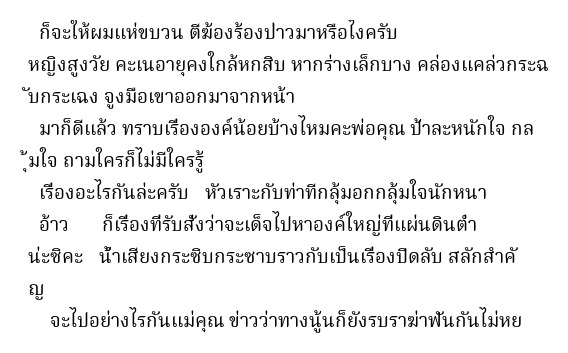 ก็จะให้ผมแห่ขบวน ตีฆ้องร้องปาวมาหรือไงครับ
หญิงสูงวัย คะเนอายุคงใกล้หกสิบ หากร่างเล็กบาง คล่องแคล่วกระฉ
ับกระเฉง จูงมือเขาออกมาจากหน้า
มาก็ดีแล้ว ทราบเรื่ององค์น้อยบ้างไหมคะพ่อคุณ ป้าละหนักใจ กล
ุ้มใจ ถามใครก็ไม่มีใครรู้
เรื่องอะไรกันล่ะครับ หัวเราะกับท่าทีกลุ้มอกกลุ้มใจนักหนา
อ้าว ก็เรื่องที่รับสั่งว่าจะเด็จไปหาองค์ใหญ่ที่แผ่นดินต่ำ
น่ะซิคะ น้ำเสียงกระซิบกระซาบราวกับเป็นเรื่องปิดลับ สลักสำคั
ญ
จะไปอย่างไรกันแม่คุณ ข่าวว่าทางนู้นก็ยังรบราฆ่าฟันกันไม่หย